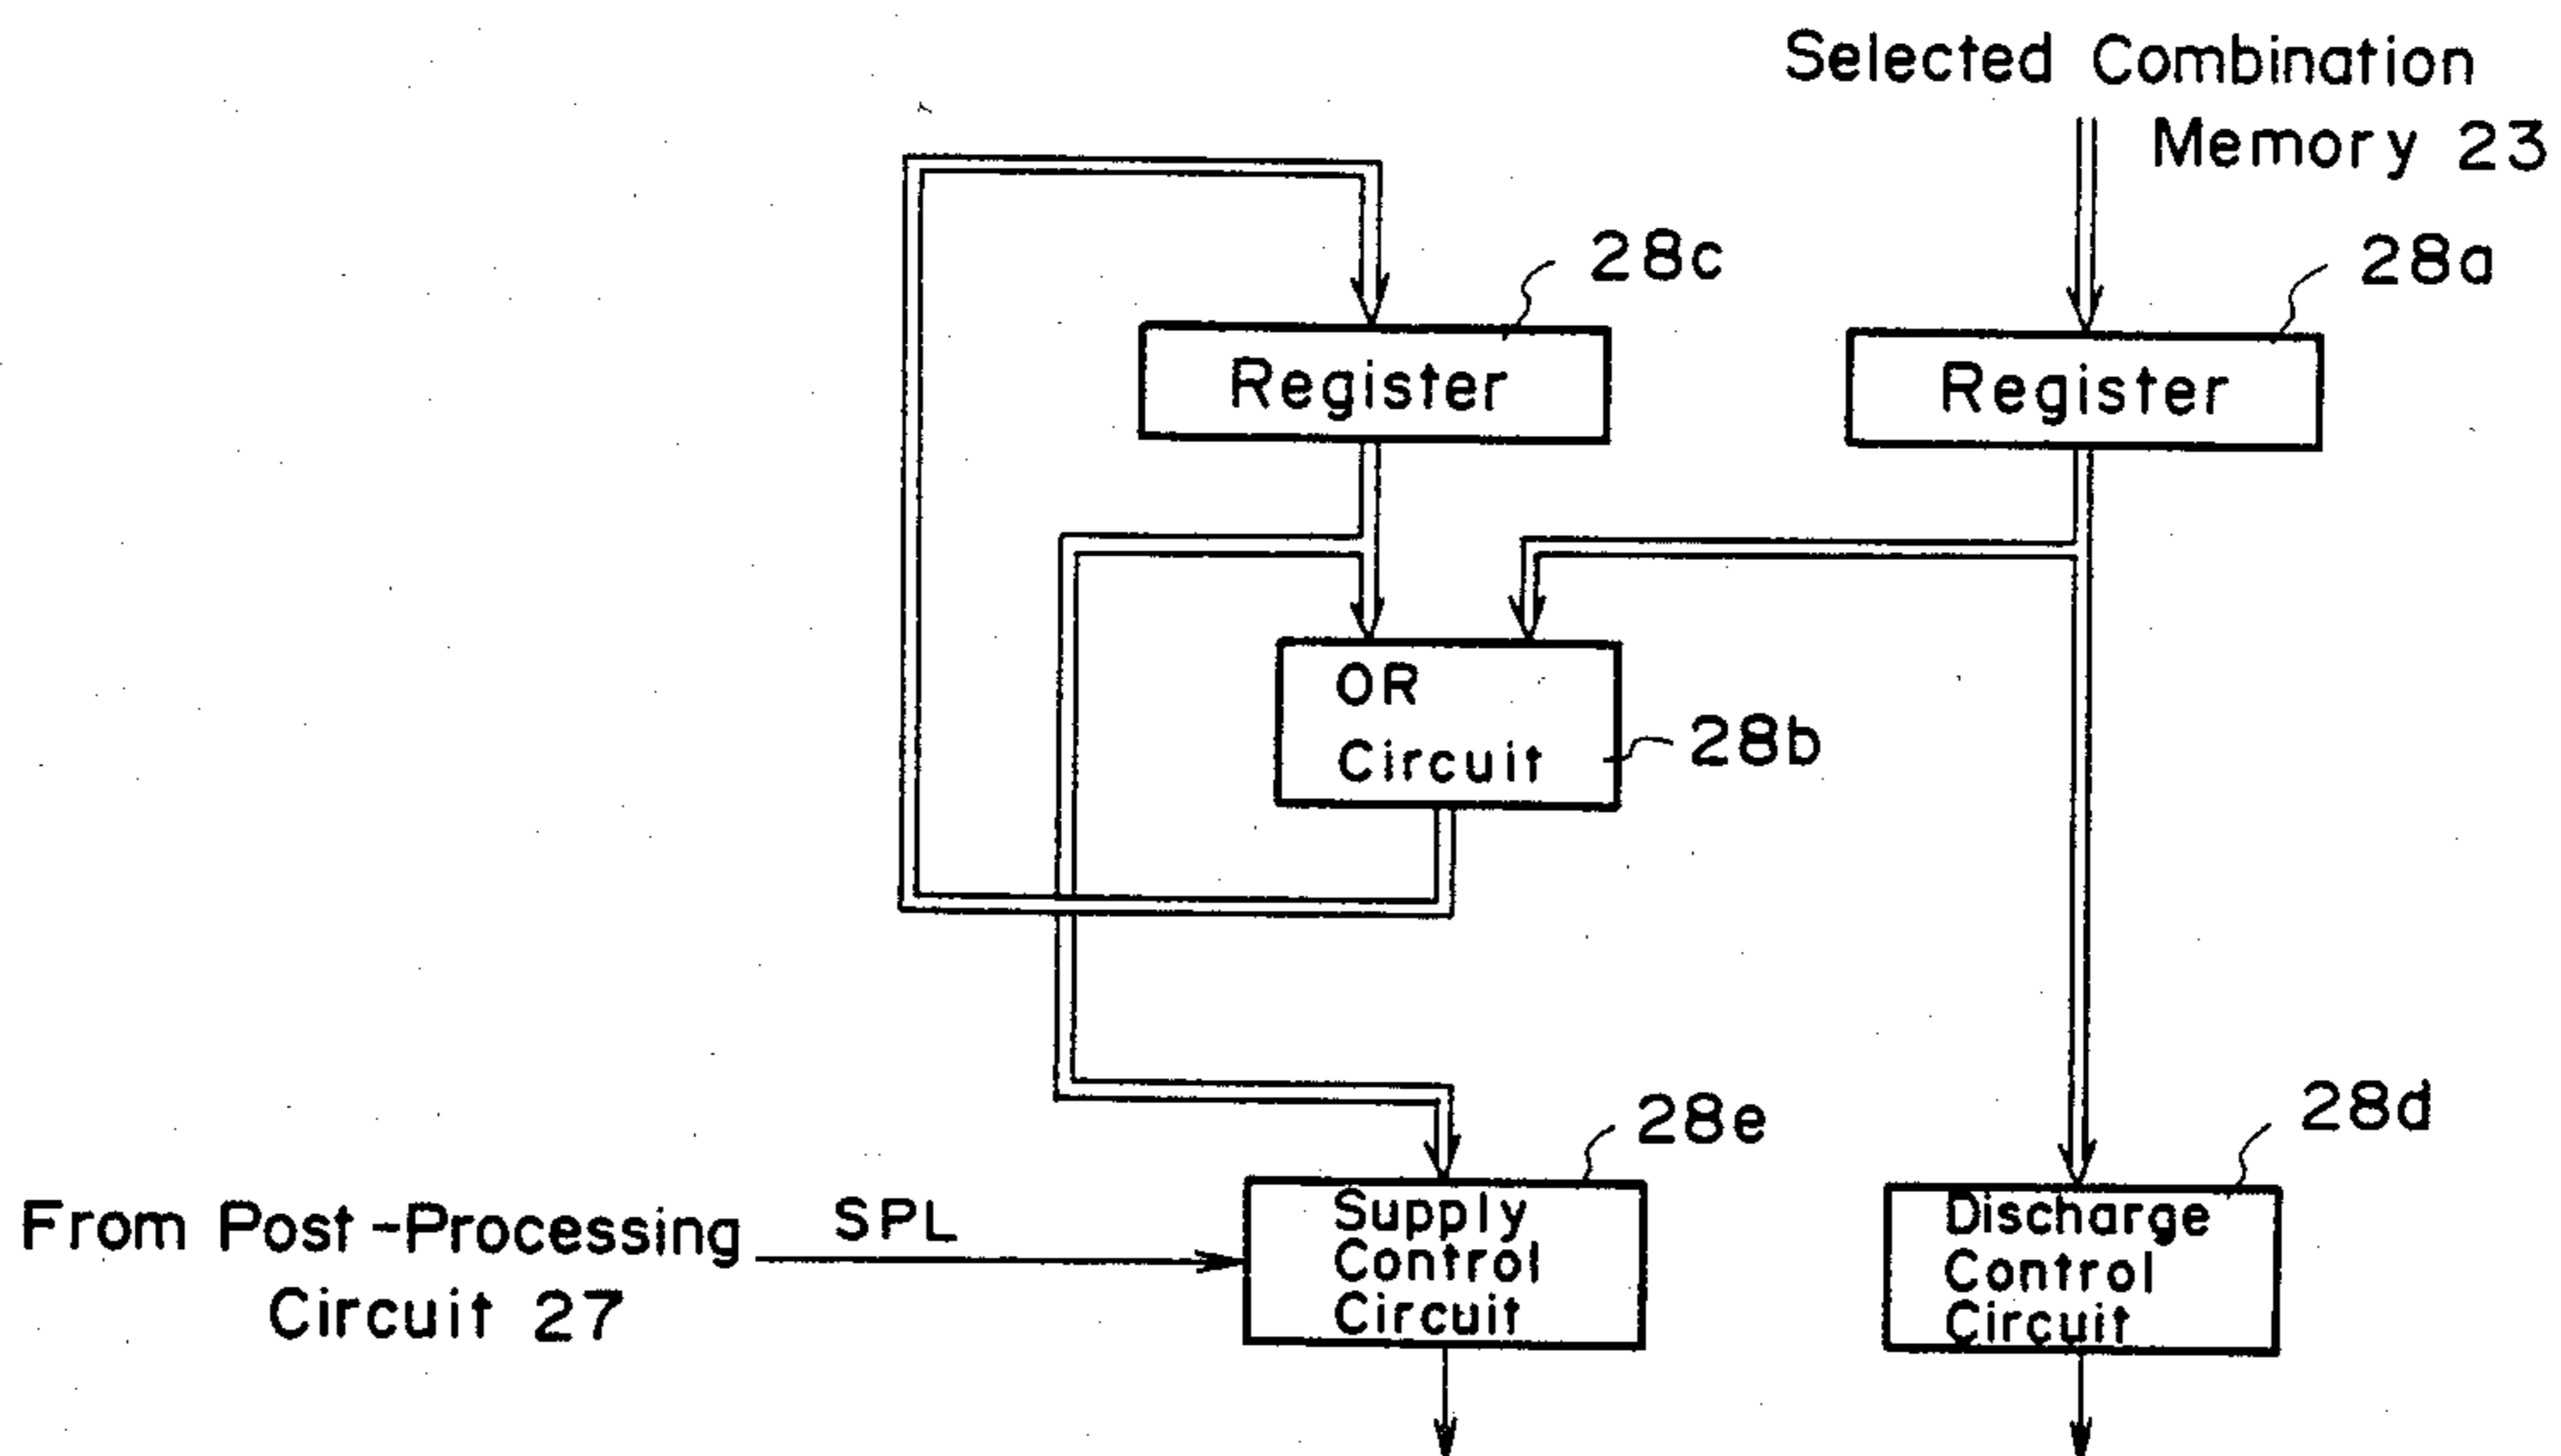 Selected Combination
Memory 23
28c
28a
Register
Register
OR
Circuit
28b
28e
28d
From Post-Processing
Circuit 27
SPL
Supply
Control
Circuit
Discharge
Control
Circuit